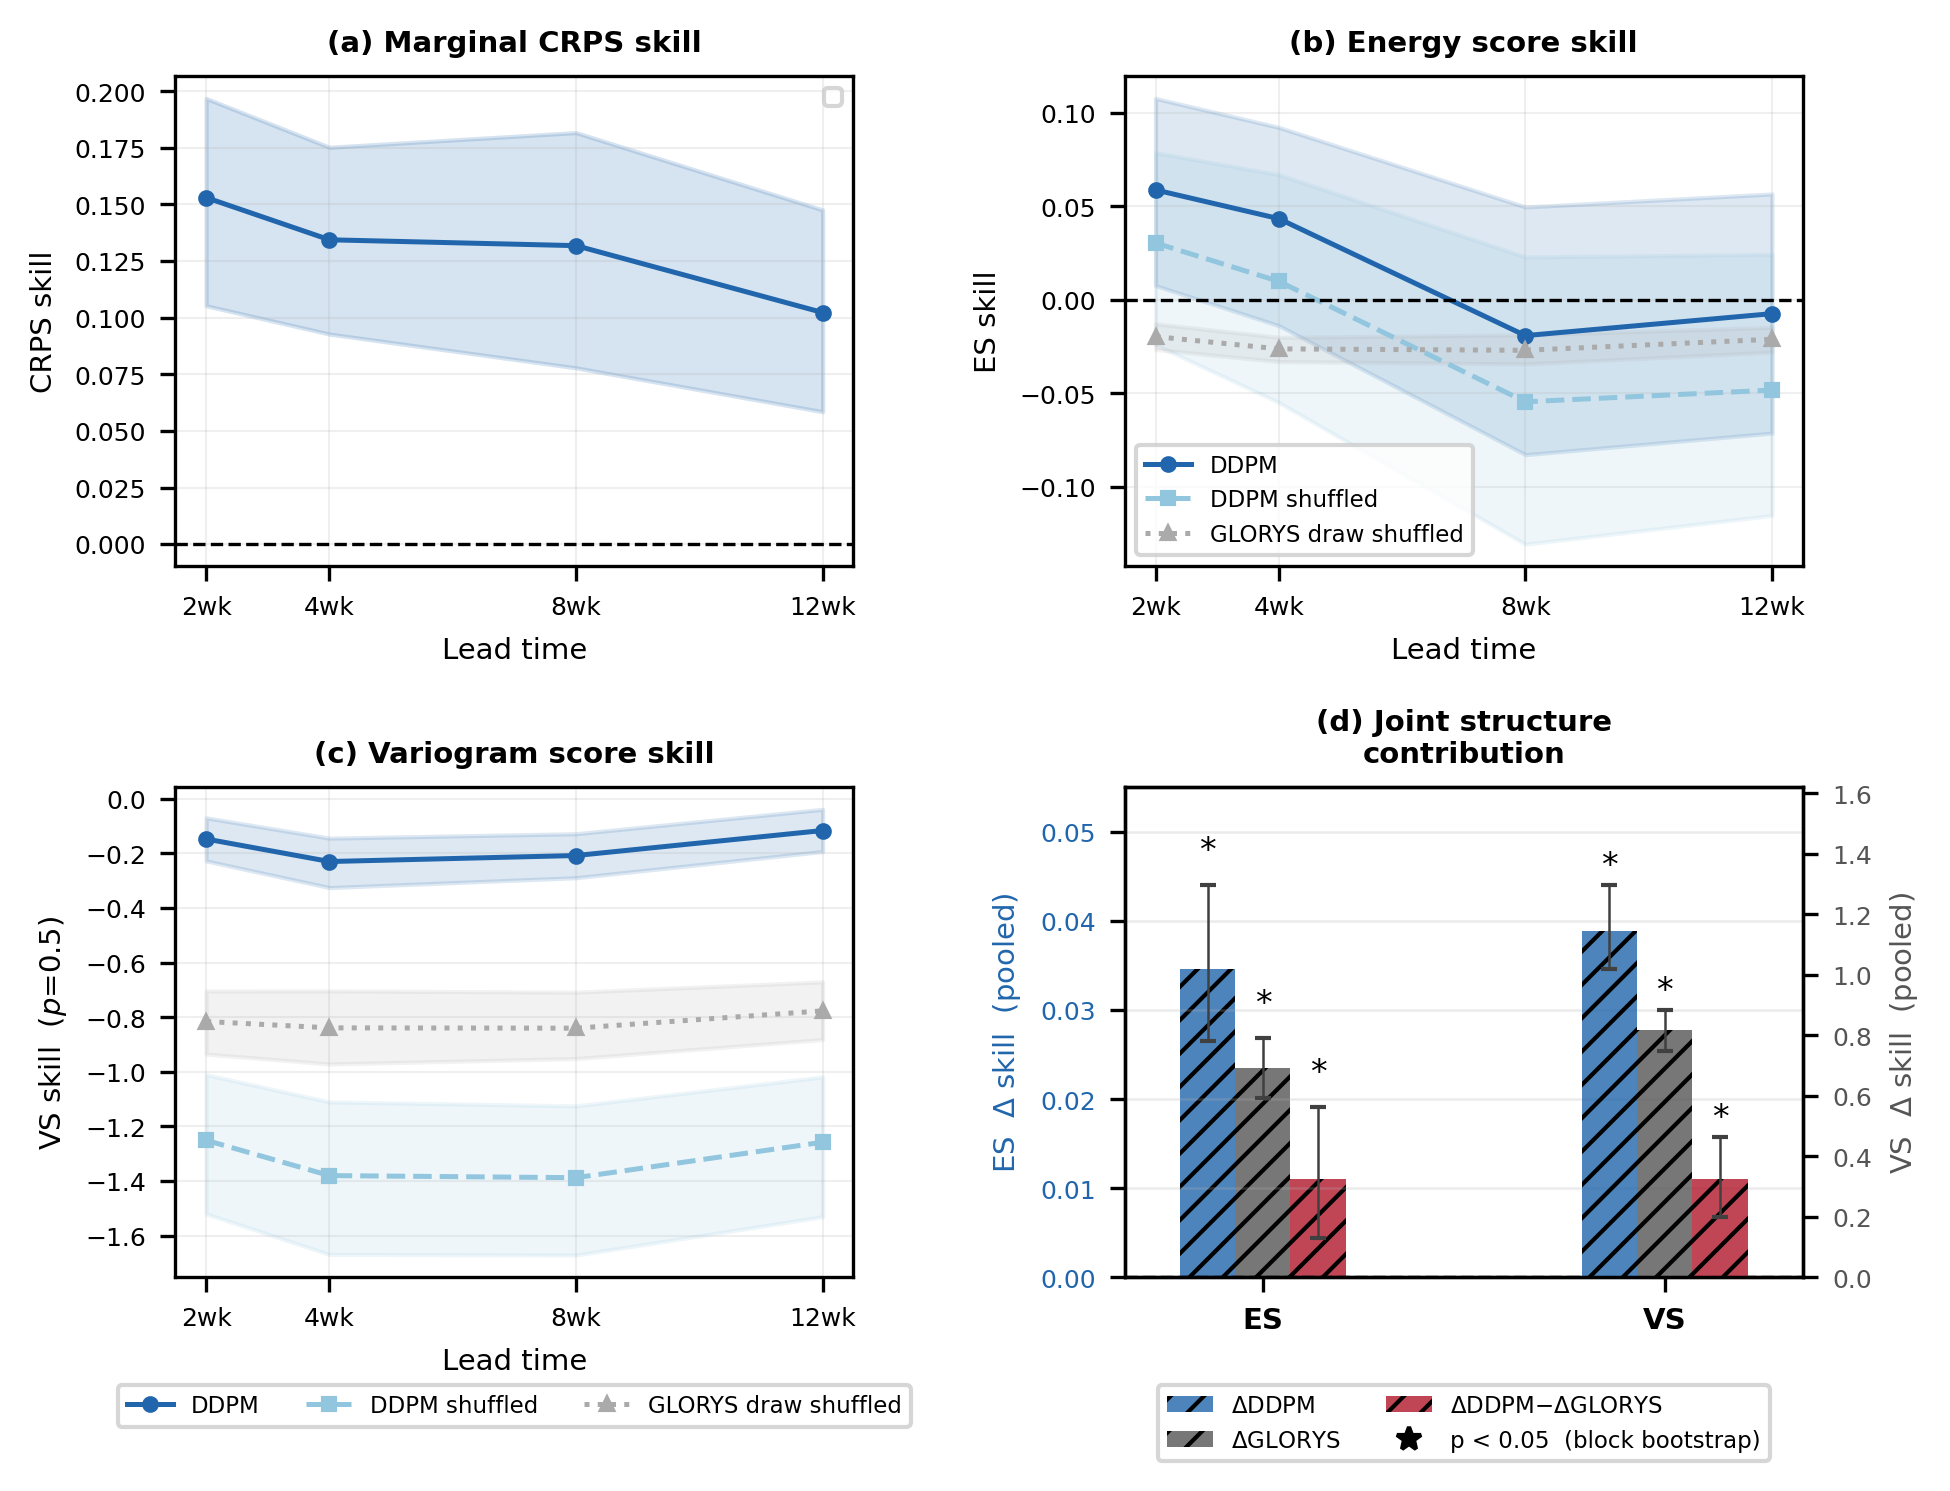 (a) Marginal CRPS skill
CRPS skill
0.200
0.175
0.150
0.125
0.100
0.075
0.050
0.025
0.000
2wk 4wk 8wk 12wk
Lead time
(b) Energy score skill
ES skill
0.10
0.05
0.00
−0.05
−0.10
DDPM
DDPM shuffled
GLORYS draw shuffled
2wk 4wk 8wk 12wk
Lead time
(c) Variogram score skill
VS skill (p=0.5)
0.0
−0.2
−0.4
−0.6
−0.8
−1.0
−1.2
−1.4
−1.6
2wk 4wk 8wk 12wk
Lead time
DDPM DDPM shuffled GLORYS draw shuffled
(d) Joint structure
contribution
ES Δ skill (pooled)
0.05
0.04
0.03
0.02
0.01
0.00
* * *
* * *
1.6
1.4
1.2
1.0
0.8
0.6
0.4
0.2
0.0
VS Δ skill (pooled)
ES VS
ΔDDPM ΔDDPM−ΔGLORYS
ΔGLORYS p < 0.05 (block bootstrap)